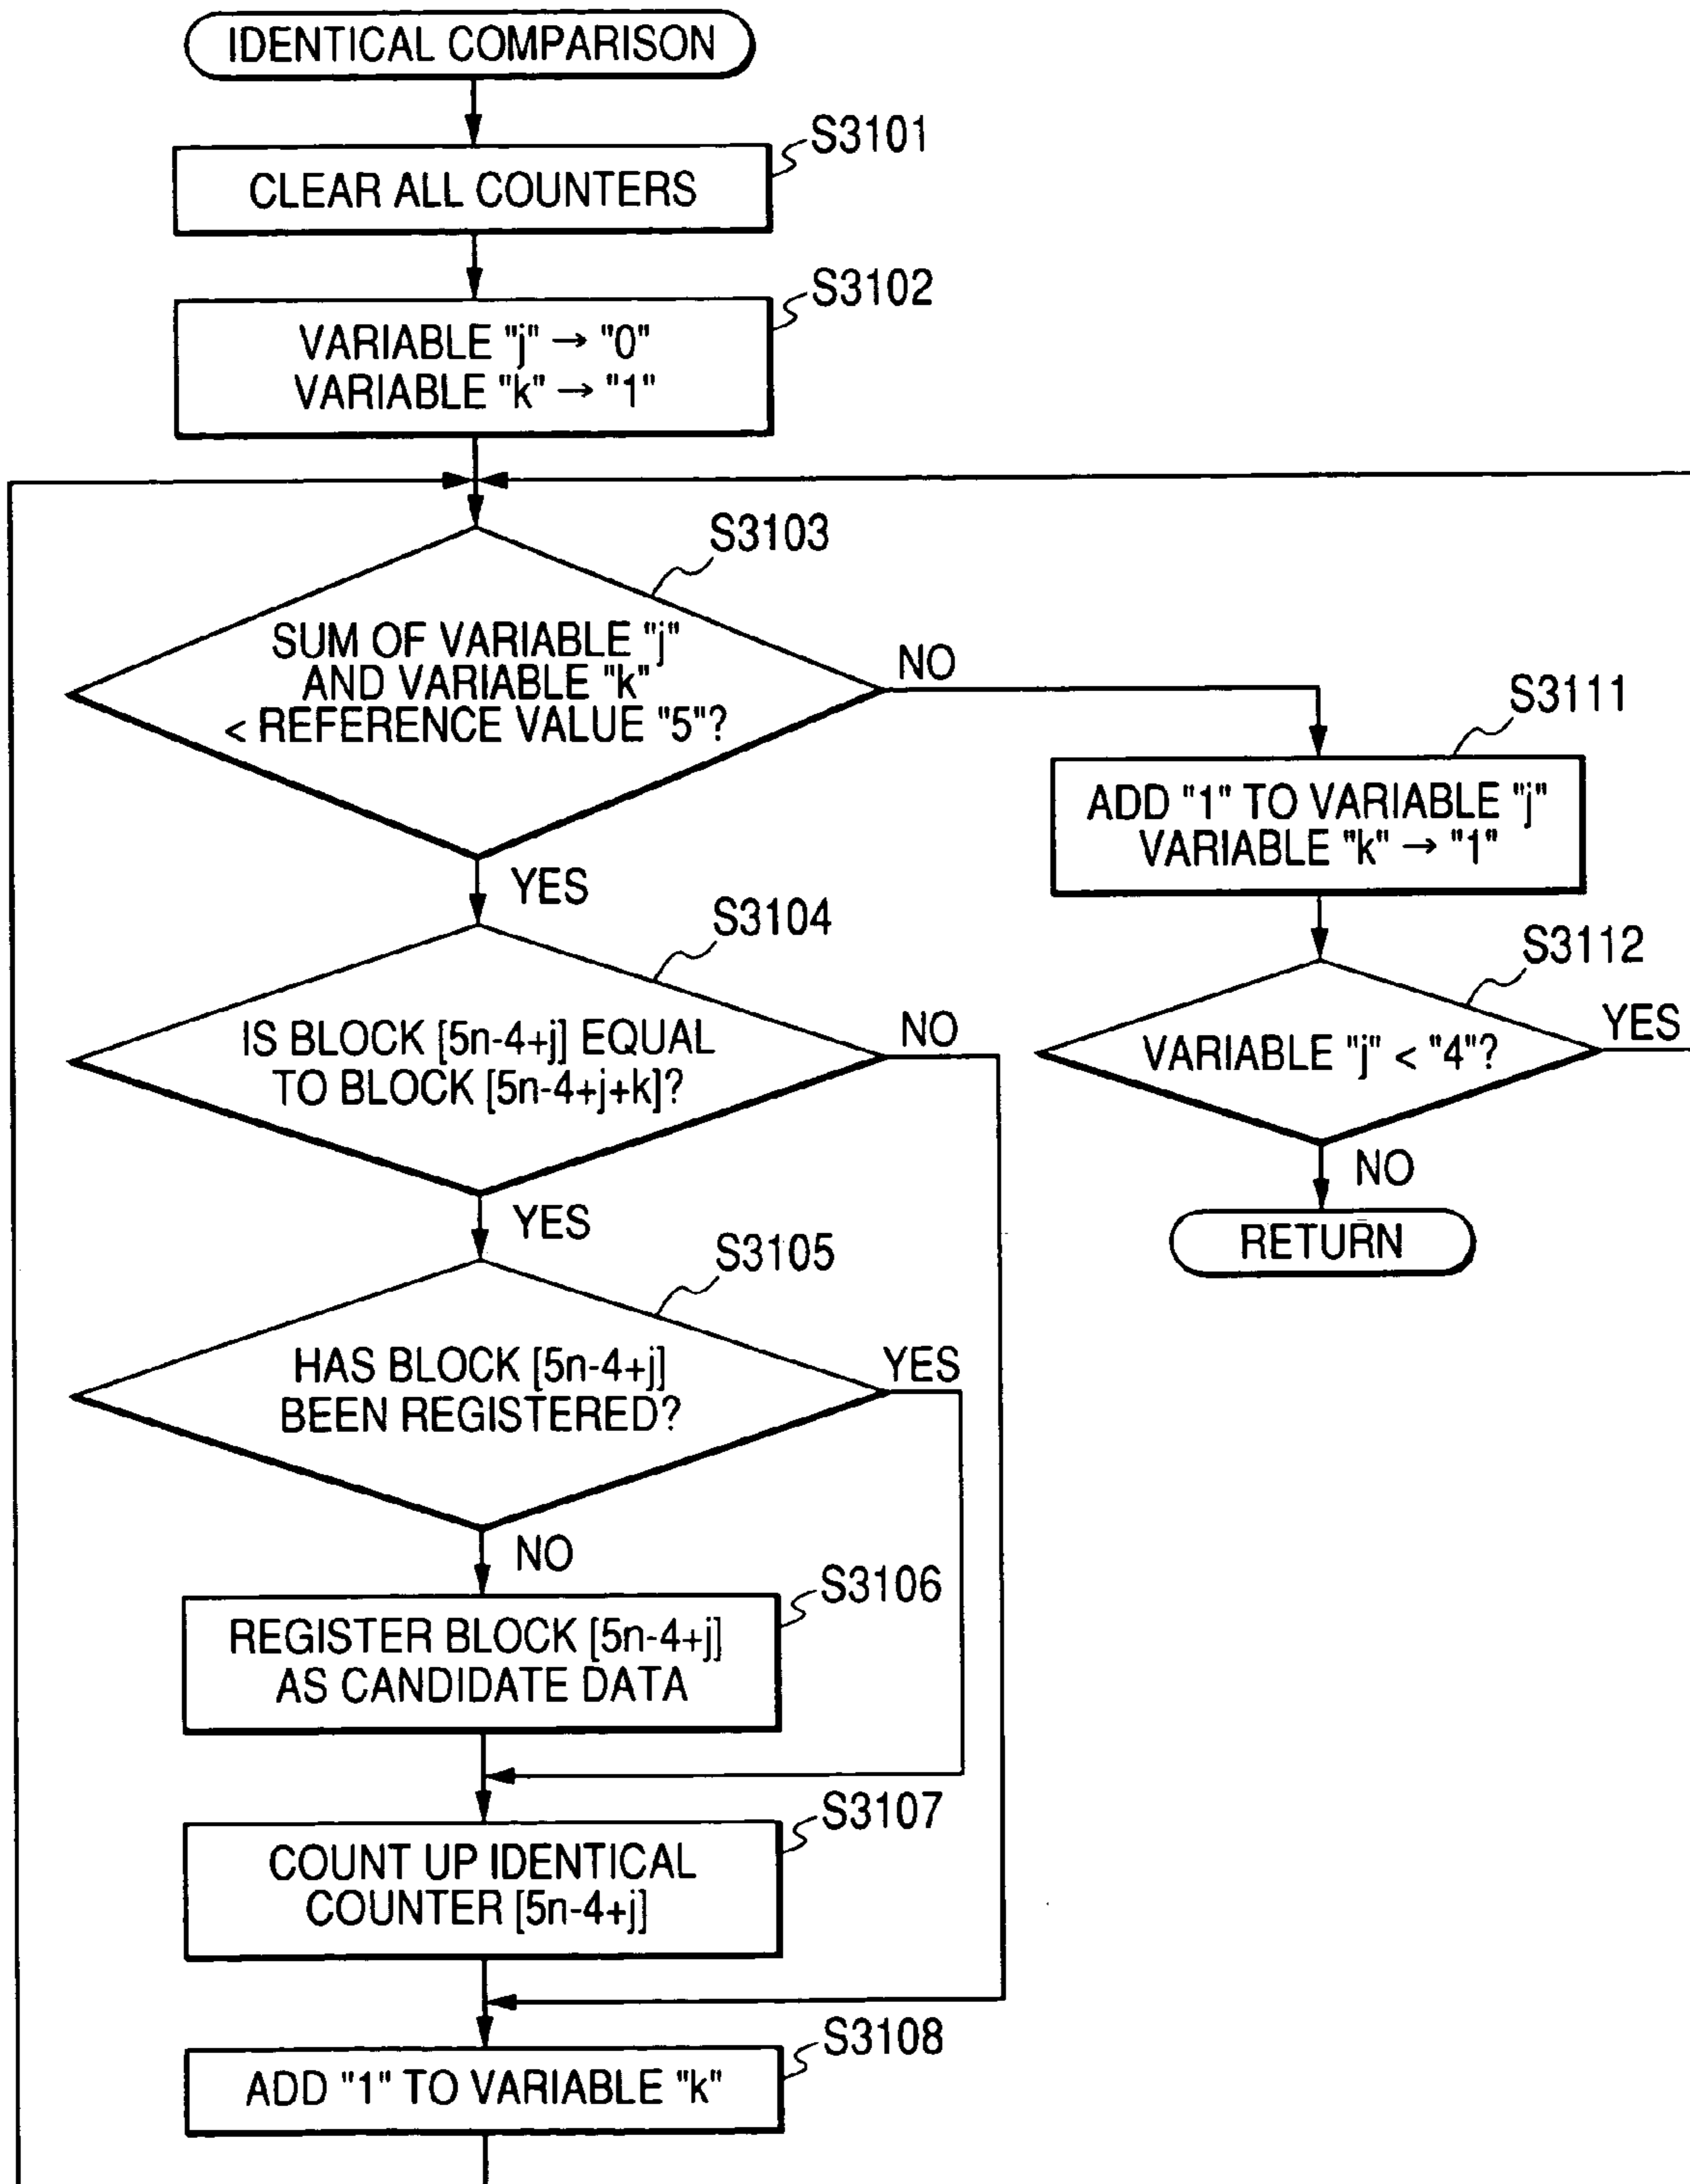 IDENTICAL COMPARISON
S3101
CLEAR ALL COUNTERS
S3102
VARIABLE "j" → "0"
VARIABLE "k" → "1"
S3103
SUM OF VARIABLE "j"
AND VARIABLE "k"
< REFERENCE VALUE "5"?
NO
YES
S3111
ADD "1" TO VARIABLE "j"
VARIABLE "k" → "1"
S3112
VARIABLE "j" < "4"?
YES
NO
RETURN
S3104
IS BLOCK [5n-4+j] EQUAL
TO BLOCK [5n-4+j+k]?
NO
YES
S3105
HAS BLOCK [5n-4+j]
BEEN REGISTERED?
YES
NO
S3106
REGISTER BLOCK [5n-4+j]
AS CANDIDATE DATA
S3107
COUNT UP IDENTICAL
COUNTER [5n-4+j]
S3108
ADD "1" TO VARIABLE "k"